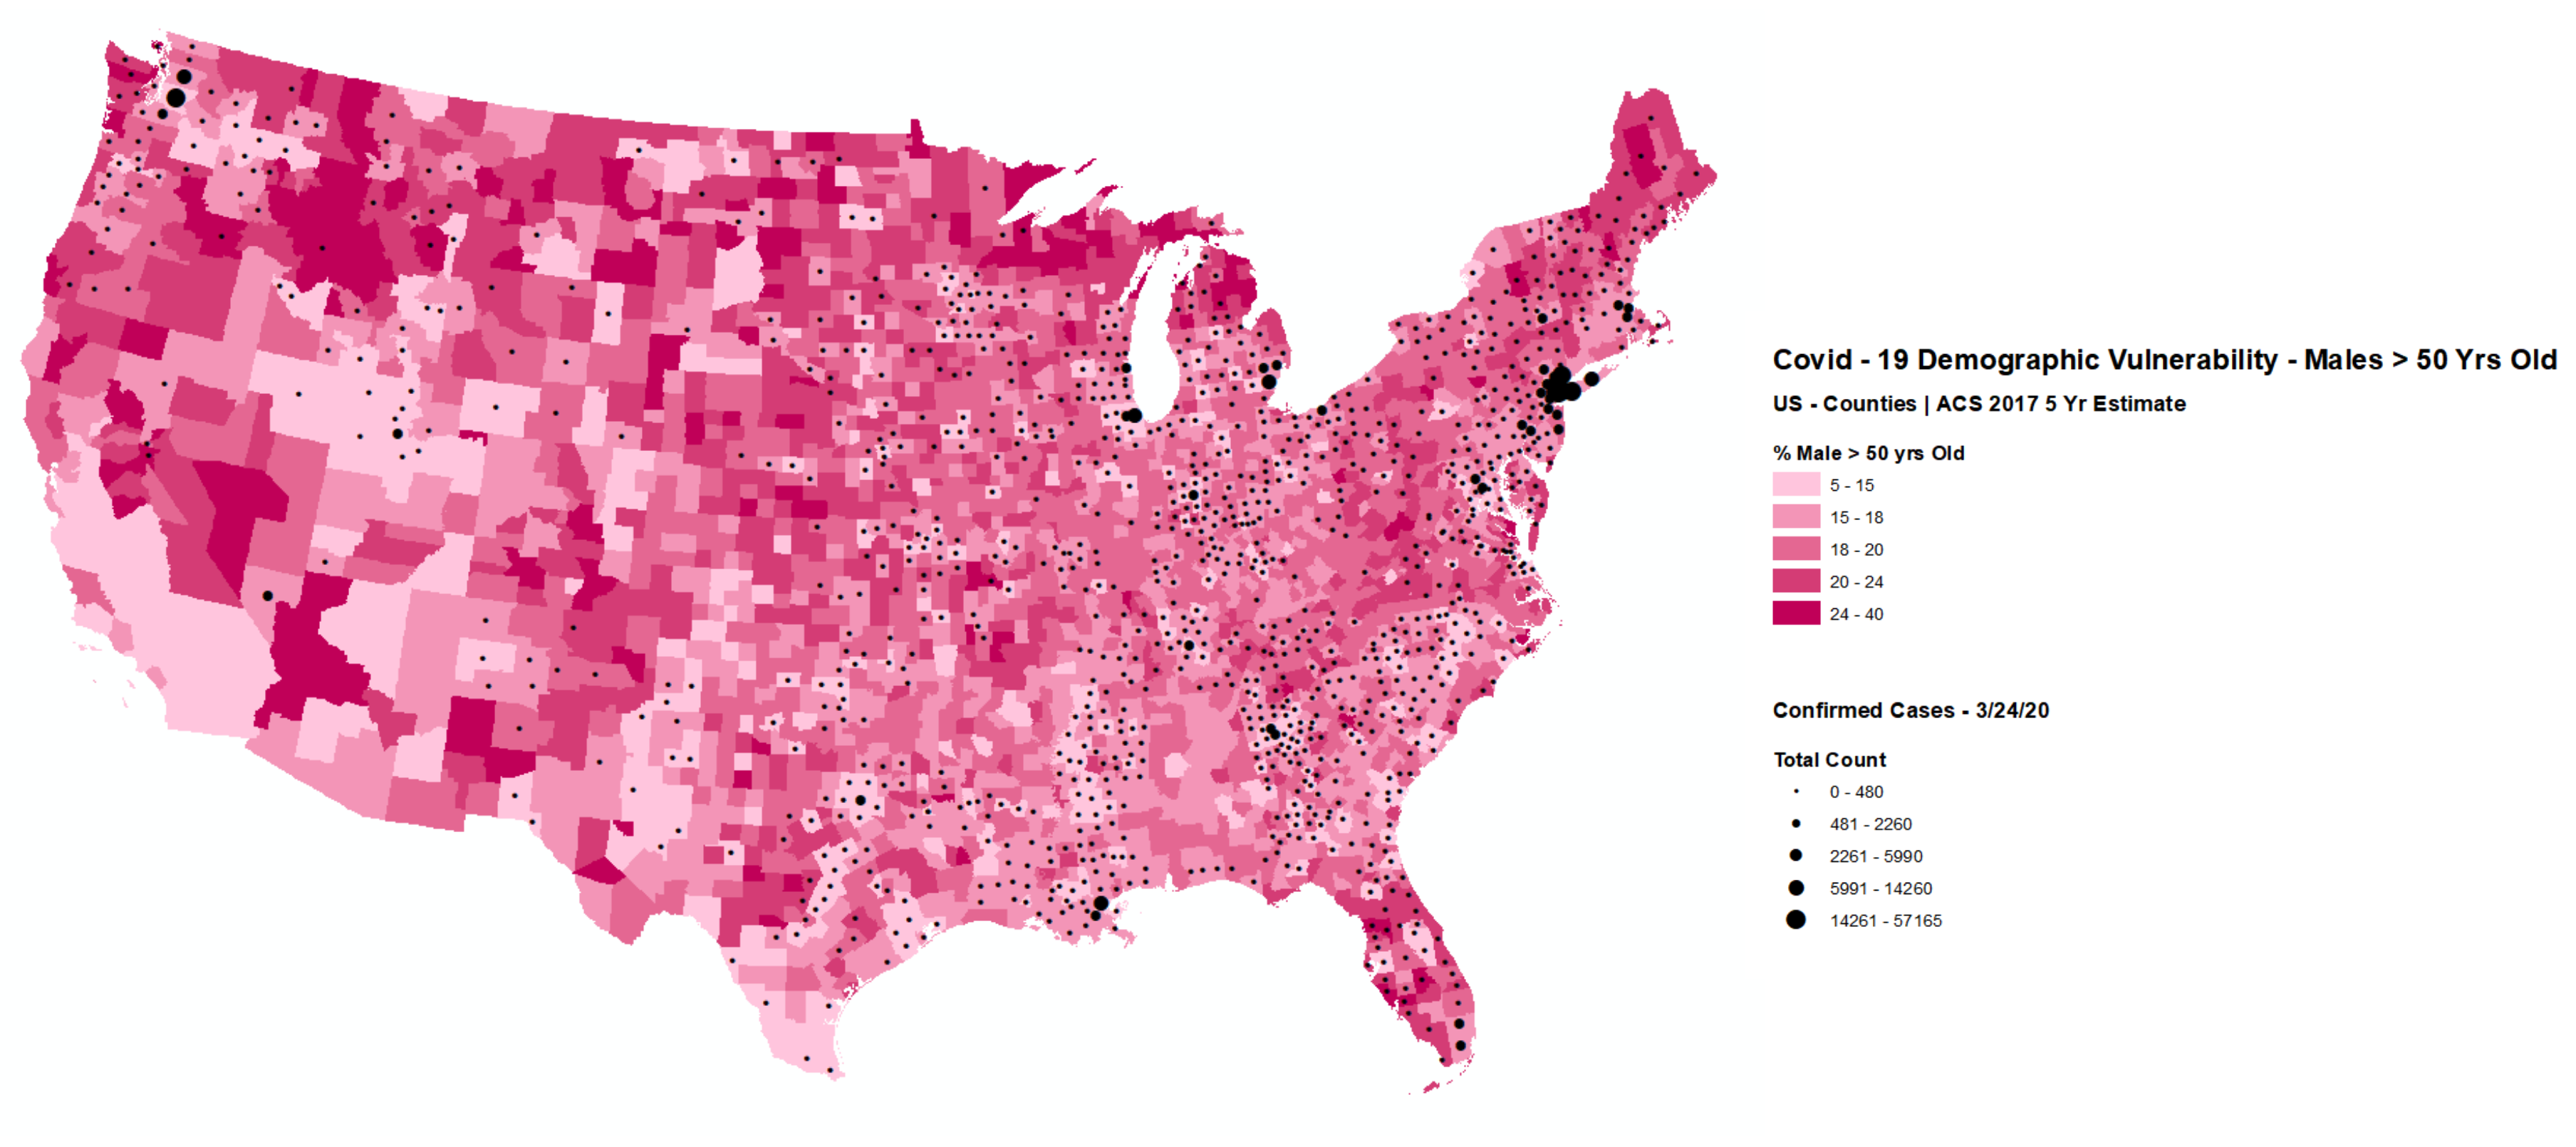 Covid - 19 Demographic Vulnerability - Males > 50 Yrs Old
US - Counties | ACS 2017 5 Yr Estimate
% Male > 50 yrs Old
5 - 15
15 - 18
18 - 20
20 - 24
24 - 40
Confirmed Cases - 3/24/20
Total Count
0 - 480
481 - 2260
2261 - 5990
5991 - 14260
14261 - 57165